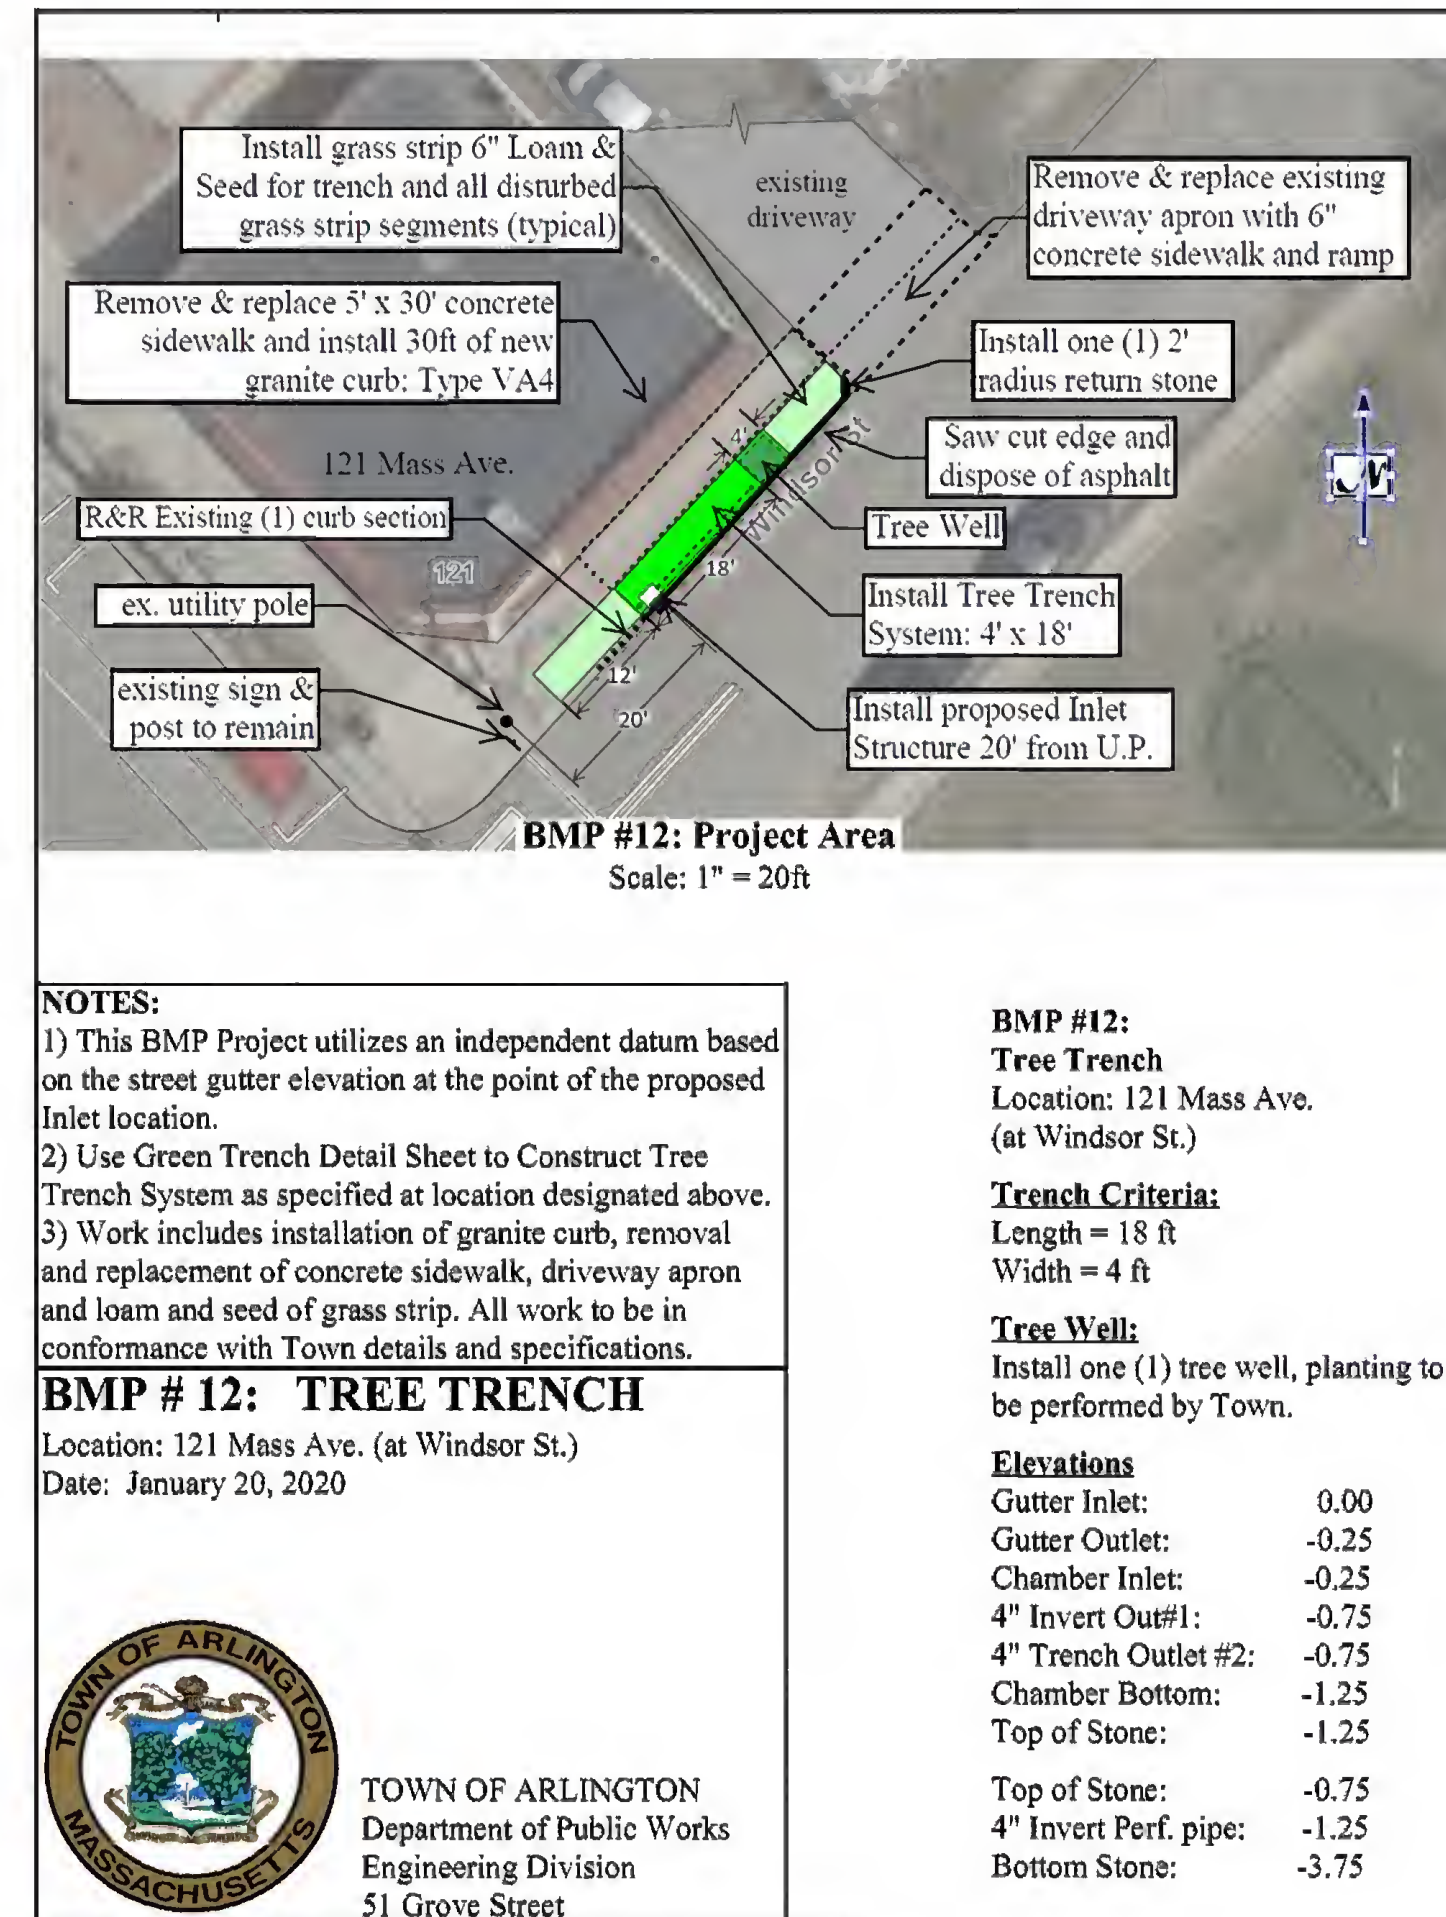 Install grass strip 6" Loam &
Seed for trench and all disturbed
grass strip segments (typical)
existing
driveway
Remove & replace existing
driveway apron with 6"
concrete sidewalk and ramp
Remove & replace 5' x 30' concrete
sidewalk and install 30ft of new
granite curb: Type VA4
Install one (1) 2'
radius return stone
4'
Windsor St
Saw cut edge and
dispose of asphalt
N
121 Mass Ave.
R&R Existing (1) curb section
Tree Well
121
18'
ex. utility pole
Install Tree Trench
System: 4' x 18'
existing sign &
post to remain
12'
20'
Install proposed Inlet
Structure 20' from U.P.
BMP #12: Project Area
Scale: 1" = 20ft
NOTES:
1) This BMP Project utilizes an independent datum based
on the street gutter elevation at the point of the proposed
Inlet location.
2) Use Green Trench Detail Sheet to Construct Tree
Trench System as specified at location designated above.
3) Work includes installation of granite curb, removal
and replacement of concrete sidewalk, driveway apron
and loam and seed of grass strip. All work to be in
conformance with Town details and specifications.
BMP # 12: TREE TRENCH
Location: 121 Mass Ave. (at Windsor St.)
Date: January 20, 2020
TOWN OF ARLINGTON
MASSACHUSETTS
TOWN OF ARLINGTON
Department of Public Works
Engineering Division
51 Grove Street
BMP #12:
Tree Trench
Location: 121 Mass Ave.
(at Windsor St.)
Trench Criteria:
Length = 18 ft
Width = 4 ft
Tree Well:
Install one (1) tree well, planting to
be performed by Town.
Elevations
Gutter Inlet: 0.00
Gutter Outlet: -0.25
Chamber Inlet: -0.25
4" Invert Out#1: -0.75
4" Trench Outlet #2: -0.75
Chamber Bottom: -1.25
Top of Stone: -1.25
Top of Stone: -0.75
4" Invert Perf. pipe: -1.25
Bottom Stone: -3.75